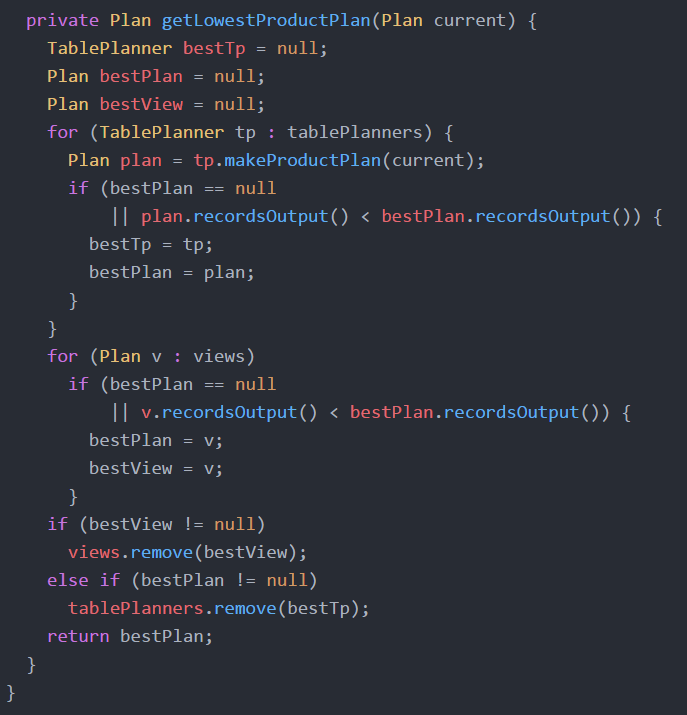 private Plan getLowestProductPlan(Plan current) {
    TablePlanner bestTp = null;
    Plan bestPlan = null;
    Plan bestView = null;
    for (TablePlanner tp : tablePlanners) {
      Plan plan = tp.makeProductPlan(current);
      if (bestPlan == null
          || plan.recordsOutput() < bestPlan.recordsOutput()) {
        bestTp = tp;
        bestPlan = plan;
      }
    }
    for (Plan v : views)
      if (bestPlan == null
          || v.recordsOutput() < bestPlan.recordsOutput()) {
        bestPlan = v;
        bestView = v;
      }
    if (bestView != null)
      views.remove(bestView);
    else if (bestPlan != null)
      tablePlanners.remove(bestTp);
    return bestPlan;
  }
}